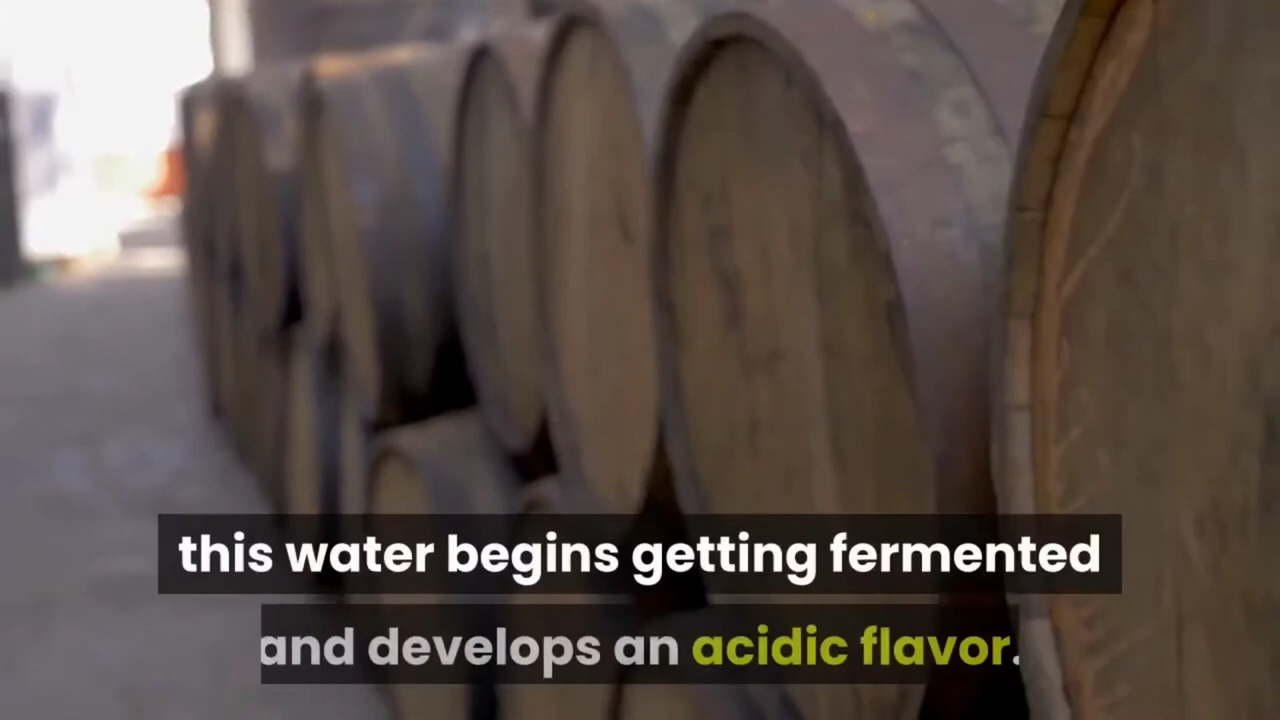 this water begins getting fermented
and develops an acidic flavor.